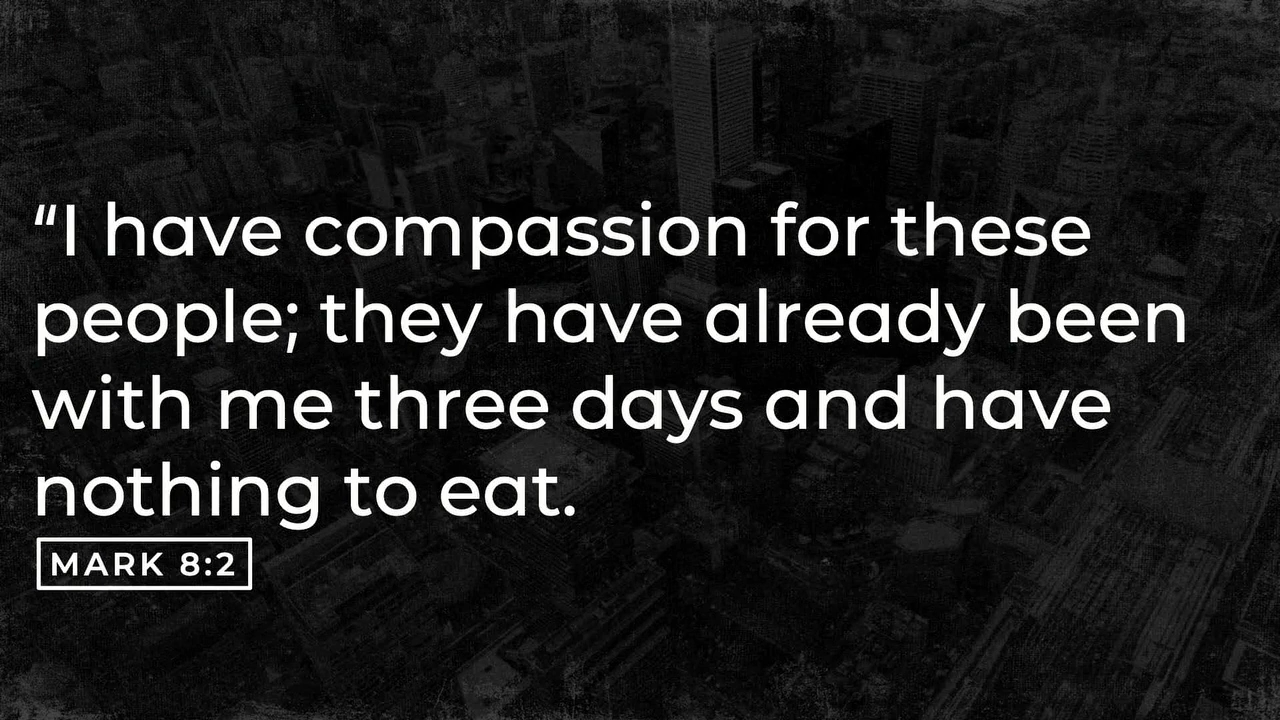 “I have compassion for these
people; they have already been
with me three days and have
nothing to eat.
MARK 8:2